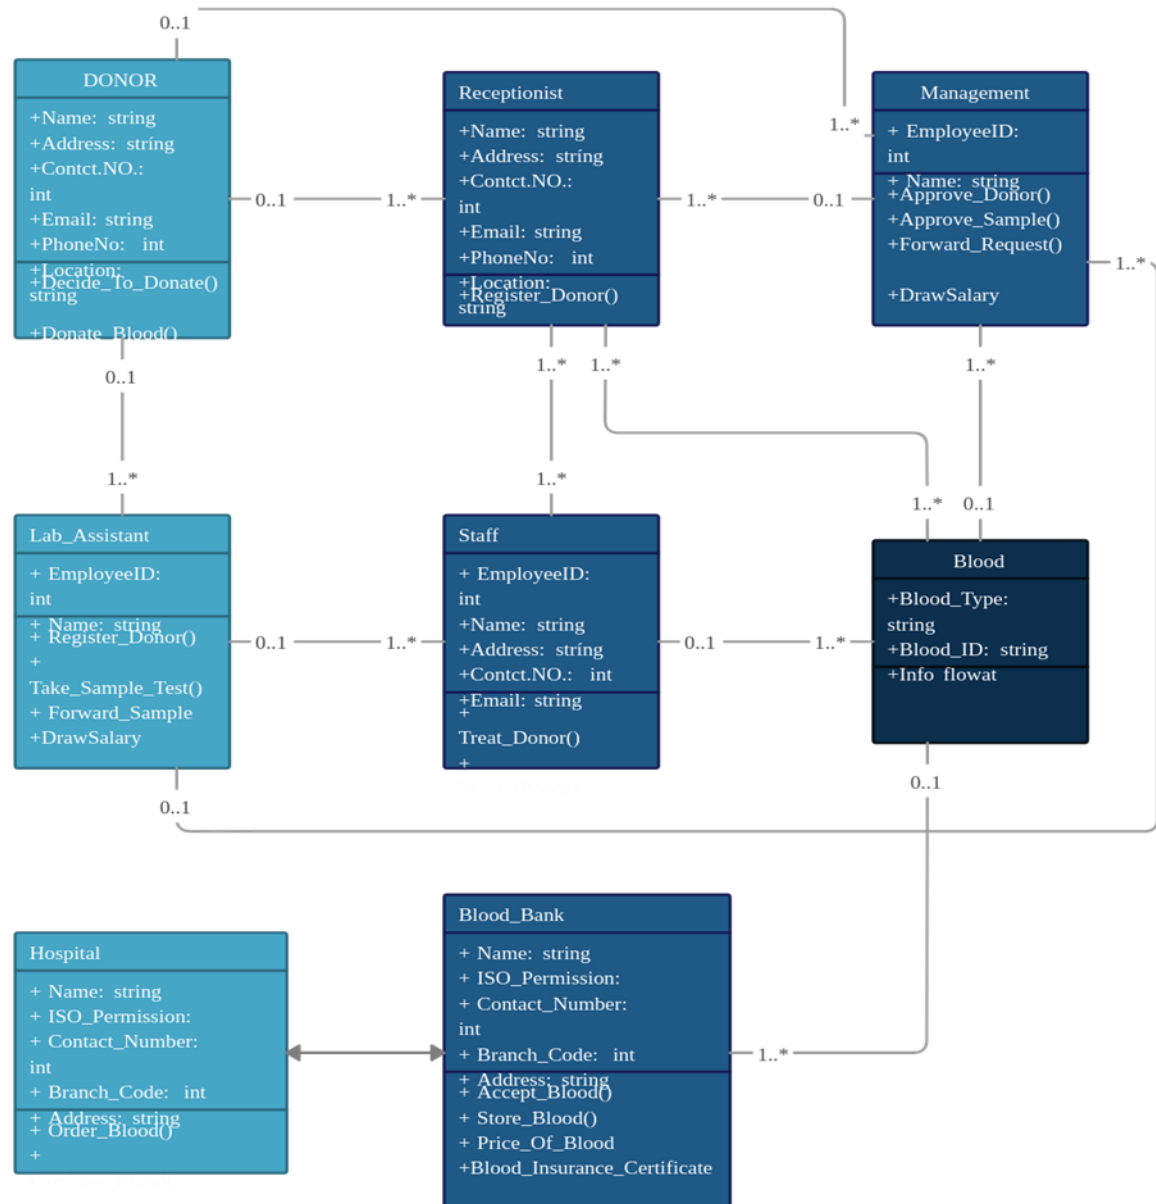 0..1
DONOR
+Name: string
+Address: string
+Contct.NO.:
int
+Email: string
+PhoneNo: int
+Location:
string
+Decide_To_Donate()
+Donate_Blood()
Receptionist
+Name: string
+Address: string
+Contct.NO.:
int
+Email: string
+PhoneNo: int
+Location:
string
+Register_Donor()
1..*
Management
+ EmployeeID:
int
+ Name: string
+Approve_Donor()
+Approve_Sample()
+Forward_Request()
+DrawSalary
0..1
1..*
1..*
0..1
1..*
0..1
1..*
1..*
1..*
1..*
1..*
1..*
0..1
Lab_Assistant
+ EmployeeID:
int
+ Name: string
+ Register_Donor()
+
Take_Sample_Test()
+ Forward_Sample
+DrawSalary
Staff
+ EmployeeID:
int
+Name: string
+Address: string
+Contct.NO.: int
+Email: string
+
Treat_Donor()
+
Blood
+Blood_Type:
string
+Blood_ID: string
+Info flowat
0..1
1..*
0..1
1..*
0..1
0..1
Hospital
+ Name: string
+ ISO_Permission:
+ Contact_Number:
int
+ Branch_Code: int
+ Address: string
+ Order_Blood()
+
Blood_Bank
+ Name: string
+ ISO_Permission:
+ Contact_Number:
int
+ Branch_Code: int
+ Address: string
+ Accept_Blood()
+ Store_Blood()
+ Price_Of_Blood
+Blood_Insurance_Certificate
1..*